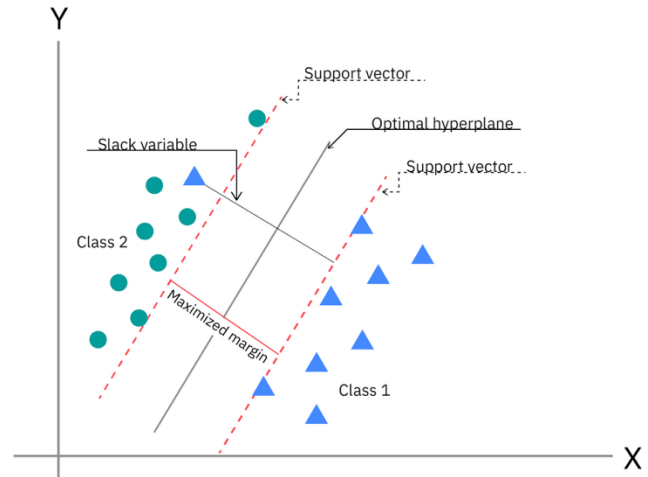 Y
Support vector
Optimal hyperplane
Slack variable
Support vector
Class 2
Maximized margin
Class 1
X